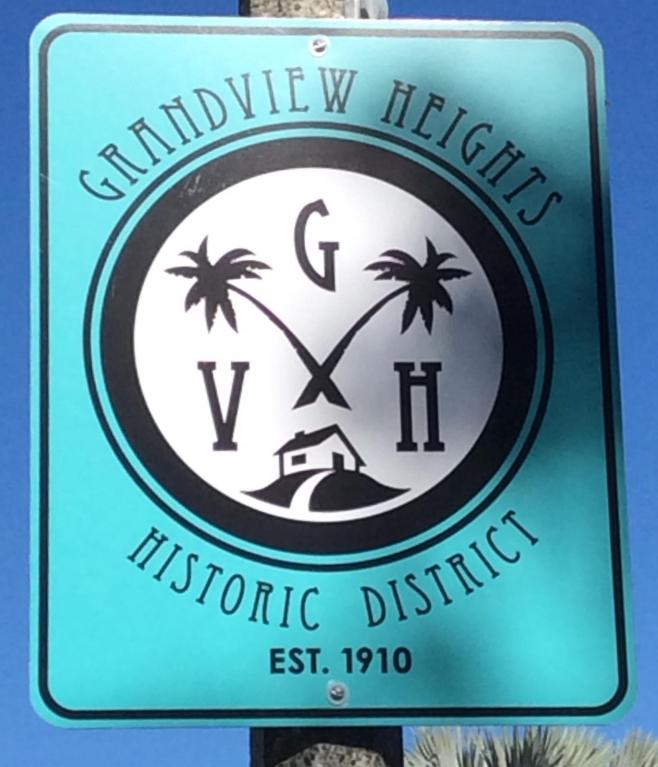 GRANDVIEW HEIGHTS
G
V H
HISTORIC DISTRICT
EST. 1910